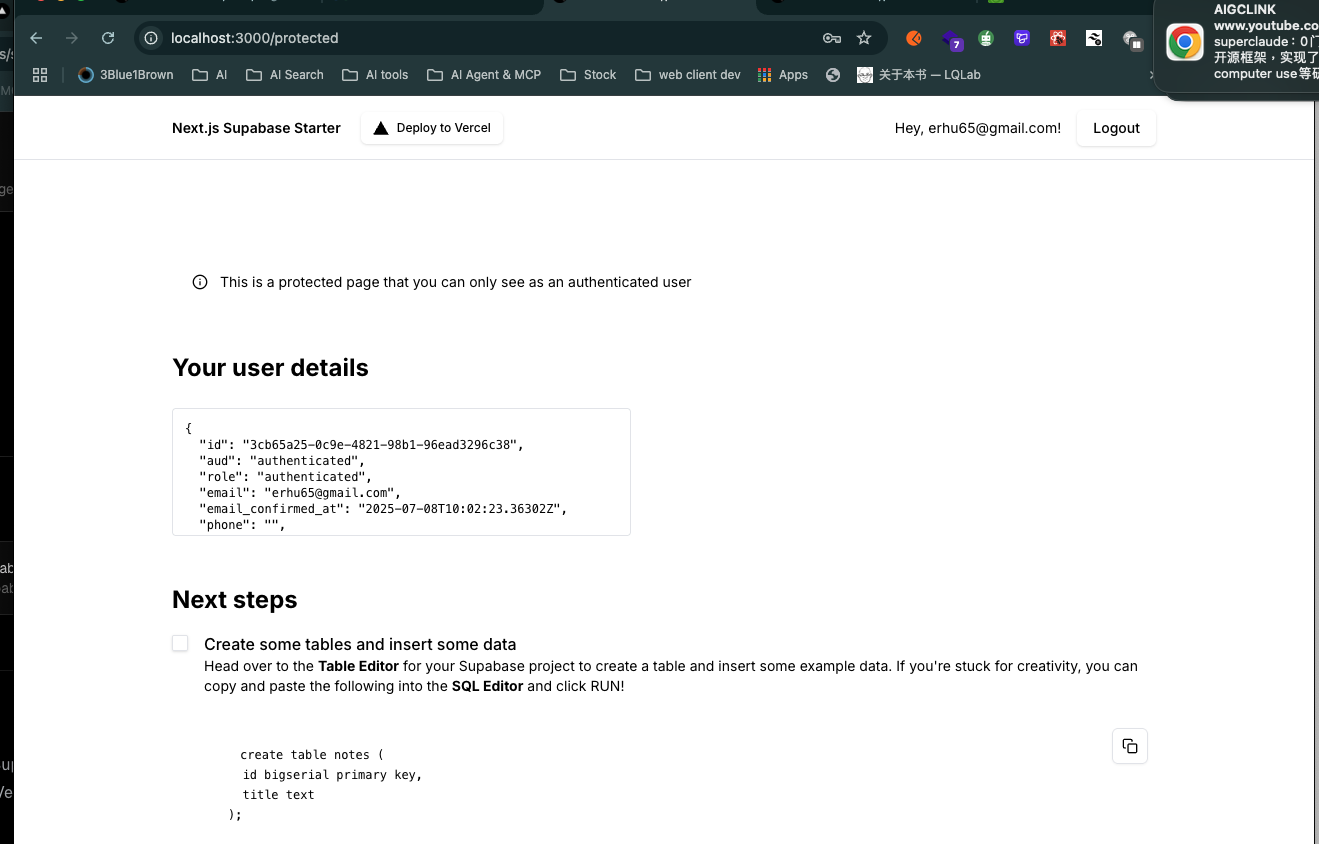 localhost:3000/protected
7
AIGCLINK
www.youtube.co
superclaude：0门
开源框架，实现了
computer use等研
3Blue1Brown
AI
AI Search
AI tools
AI Agent & MCP
Stock
web client dev
Apps
关于本书 — LQLab
Next.js Supabase Starter
Deploy to Vercel
Hey, erhu65@gmail.com!
Logout
This is a protected page that you can only see as an authenticated user
Your user details
{
"id": "3cb65a25-0c9e-4821-98b1-96ead3296c38",
"aud": "authenticated",
"role": "authenticated",
"email": "erhu65@gmail.com",
"email_confirmed_at": "2025-07-08T10:02:23.36302Z",
"phone": "",
Next steps
Create some tables and insert some data
Head over to the Table Editor for your Supabase project to create a table and insert some example data. If you're stuck for creativity, you can
copy and paste the following into the SQL Editor and click RUN!
create table notes (
id bigserial primary key,
title text
);